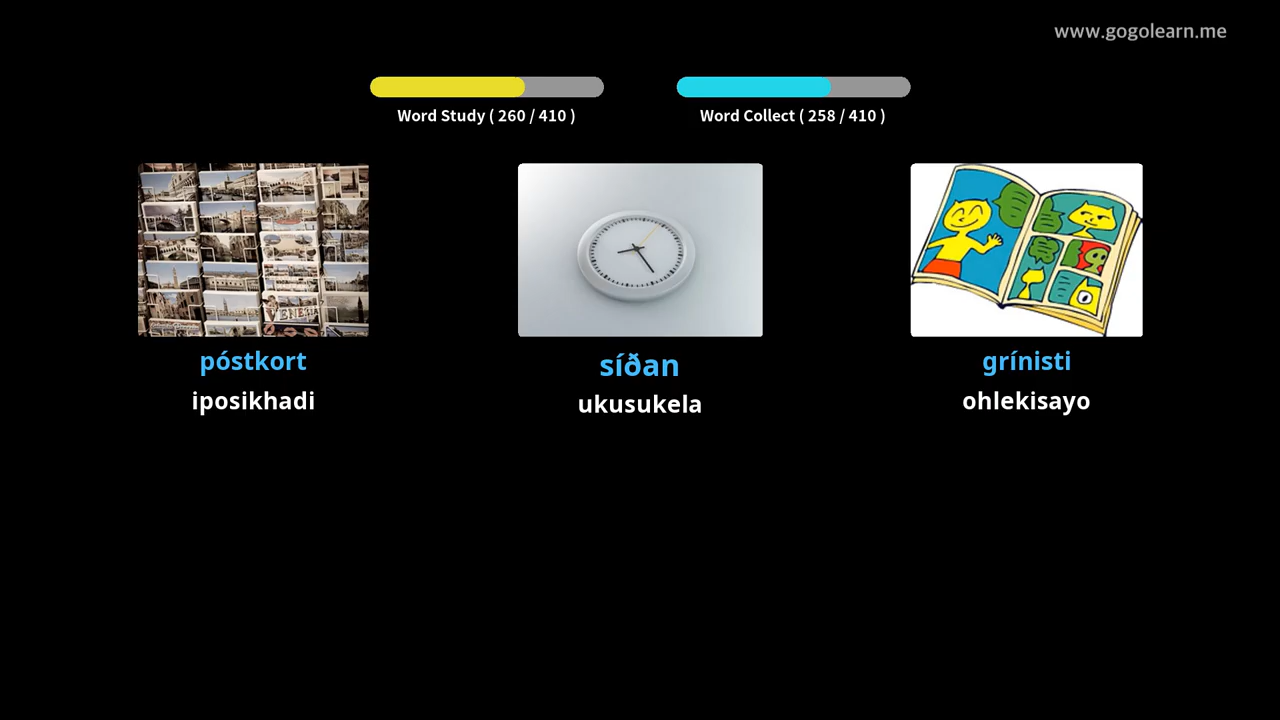 www.gogolearn.me
Word Study ( 260 / 410 )
Word Collect ( 258 / 410 )
póstkort
síðan
grínisti
iposikhadi
ukusukela
ohlekisayo